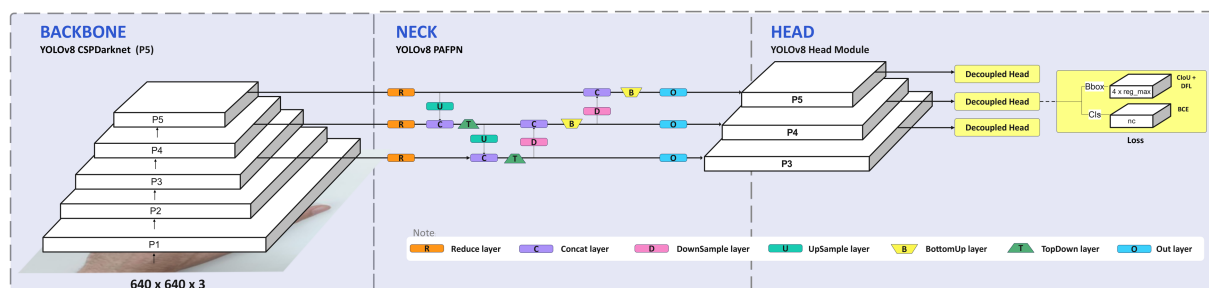 BACKBONE
YOLOv8 CSPDarknet (P5)
P5
P4
P3
P2
P1
640 x 640 x 3
NECK
YOLOv8 PAFPN
R
C
B
O
U
D
R
C
T
C
B
O
U
D
R
C
T
O
HEAD
YOLOv8 Head Module
P5
P4
P3
Decoupled Head
Decoupled Head
Decoupled Head
Bbox
4 x reg_max
CIoU +
DFL
Cls
nc
BCE
Loss
Note
R Reduce layer
C Concat layer
D DownSample layer
U UpSample layer
B BottomUp layer
T TopDown layer
O Out layer